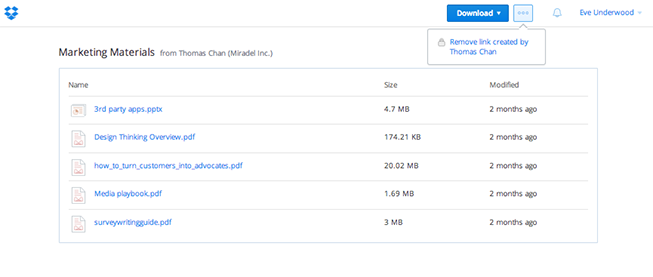 Download
Eve Underwood
Remove link created by
Thomas Chan
Marketing Materials from Thomas Chan (Miradel Inc.)
Name Size Modified
3rd party apps.pptx 4.7 MB 2 months ago
Design Thinking Overview.pdf 174.21 KB 2 months ago
how_to_turn_customers_into_advocates.pdf 20.02 MB 2 months ago
Media playbook.pdf 1.69 MB 2 months ago
surveywritingguide.pdf 3 MB 2 months ago